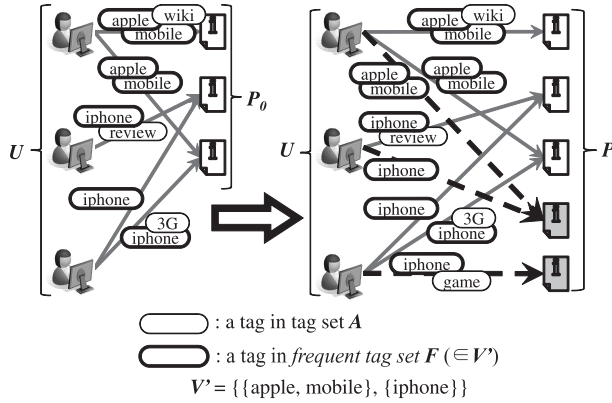 apple wiki
mobile
apple
mobile
iphone
review
iphone
3G
iphone
U
P0
apple wiki
mobile
apple
mobile
apple
mobile
iphone
review
iphone
iphone
3G
iphone
iphone
game
U
P
: a tag in tag set A
: a tag in frequent tag set F (∈V’)
V’ = {{apple, mobile}, {iphone}}